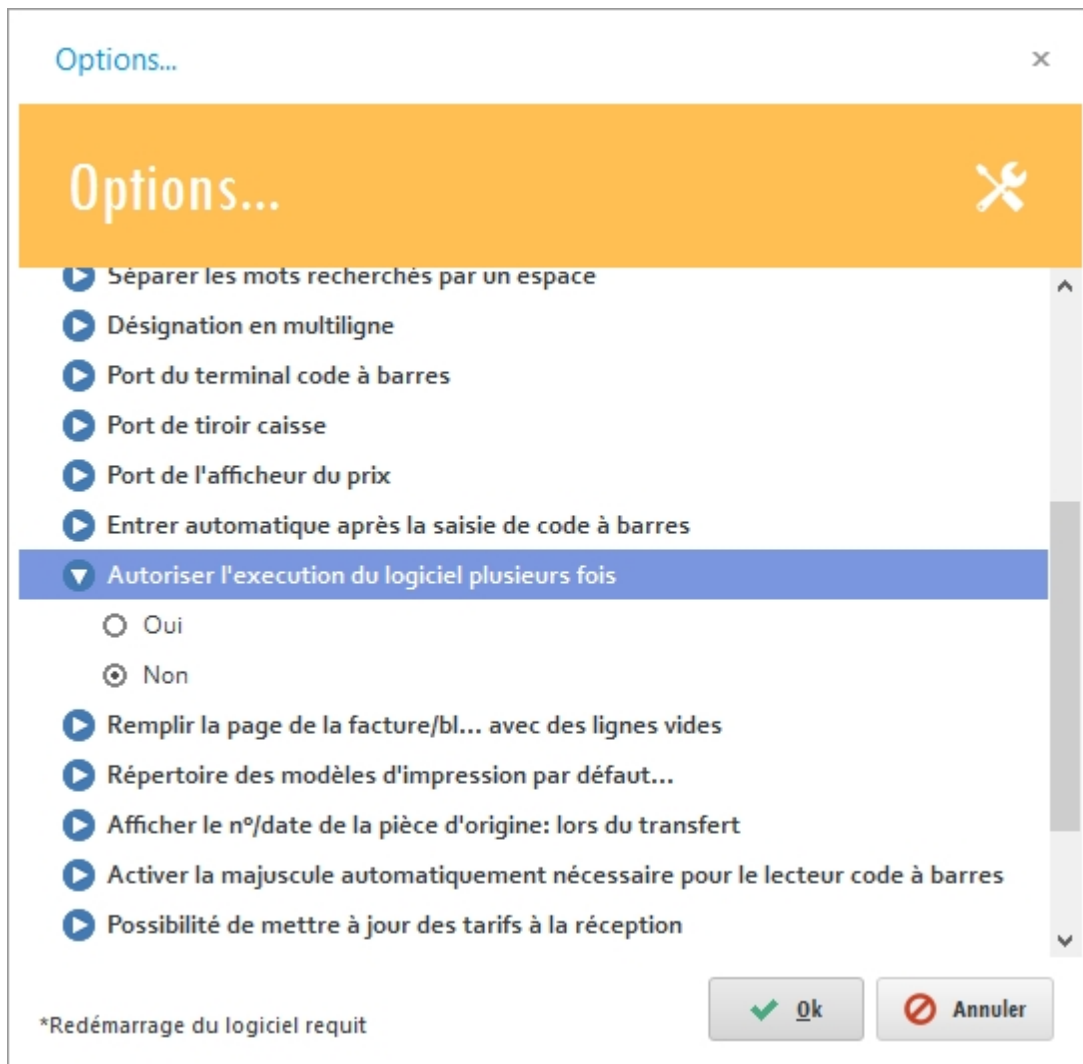 Options...
Options...
Séparer les mots recherchés par un espace
Désignation en multiligne
Port du terminal code à barres
Port de tiroir caisse
Port de l'afficheur du prix
Entrer automatique après la saisie de code à barres
Autoriser l'execution du logiciel plusieurs fois
Oui
Non
Remplir la page de la facture/bl... avec des lignes vides
Répertoire des modèles d'impression par défaut...
Afficher le nº/date de la pièce d'origine: lors du transfert
Activer la majuscule automatiquement nécessaire pour le lecteur code à barres
Possibilité de mettre à jour des tarifs à la réception
*Redémarrage du logiciel requit
Ok
Annuler